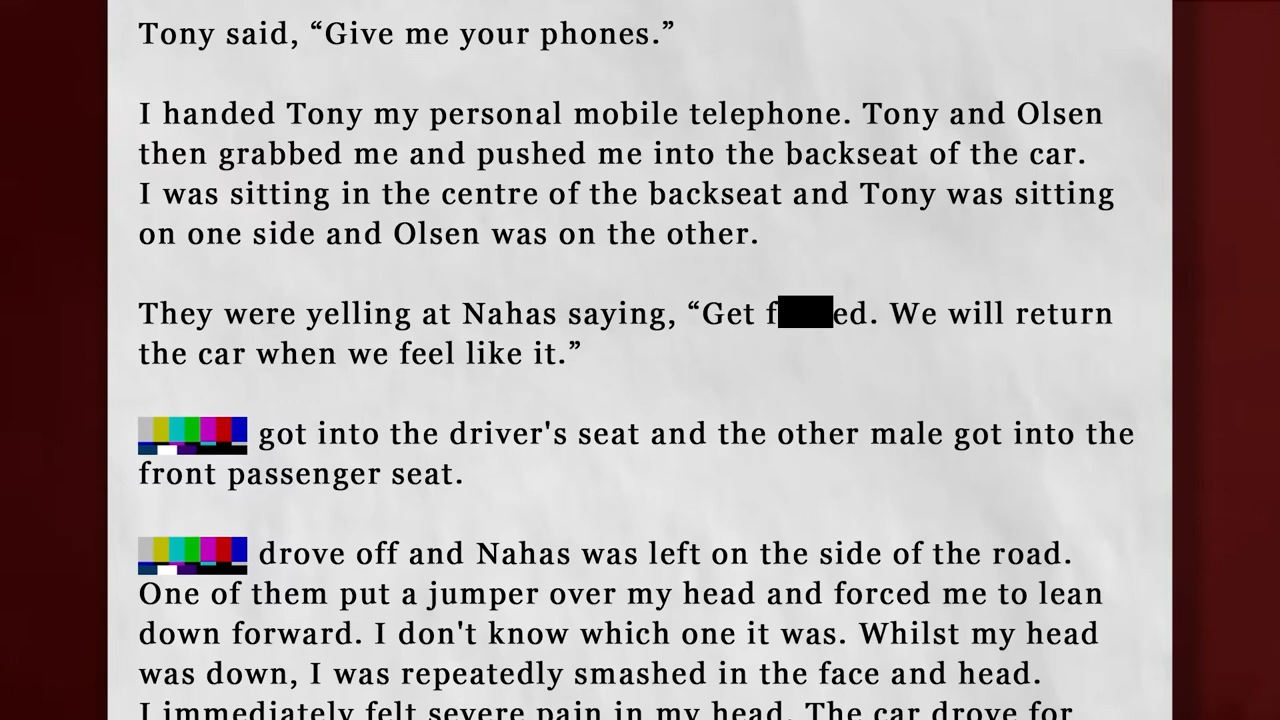 Tony said, “Give me your phones.”
I handed Tony my personal mobile telephone. Tony and Olsen
then grabbed me and pushed me into the backseat of the car.
I was sitting in the centre of the backseat and Tony was sitting
on one side and Olsen was on the other.
They were yelling at Nahas saying, “Get f ed. We will return
the car when we feel like it.”
got into the driver's seat and the other male got into the
front passenger seat.
drove off and Nahas was left on the side of the road.
One of them put a jumper over my head and forced me to lean
down forward. I don't know which one it was. Whilst my head
was down, I was repeatedly smashed in the face and head.
I immediately felt severe pain in my head. The car drove for